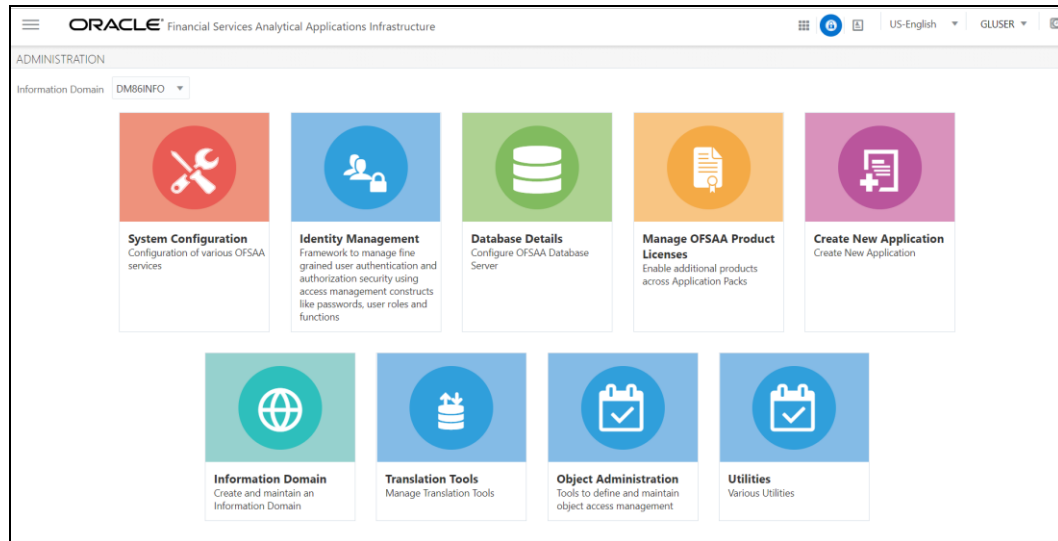 ORACLE® Financial Services Analytical Applications Infrastructure
US-English
GLUSER
ADMINISTRATION
Information Domain DM86INFO
System Configuration
Configuration of various OFSAA
services
Identity Management
Framework to manage fine
grained user authentication and
authorization security using
access management constructs
like passwords, user roles and
functions
Database Details
Configure OFSAA Database
Server
Manage OFSAA Product
Licenses
Enable additional products
across Application Packs
Create New Application
Create New Application
Information Domain
Create and maintain an
Information Domain
Translation Tools
Manage Translation Tools
Object Administration
Tools to define and maintain
object access management
Utilities
Various Utilities